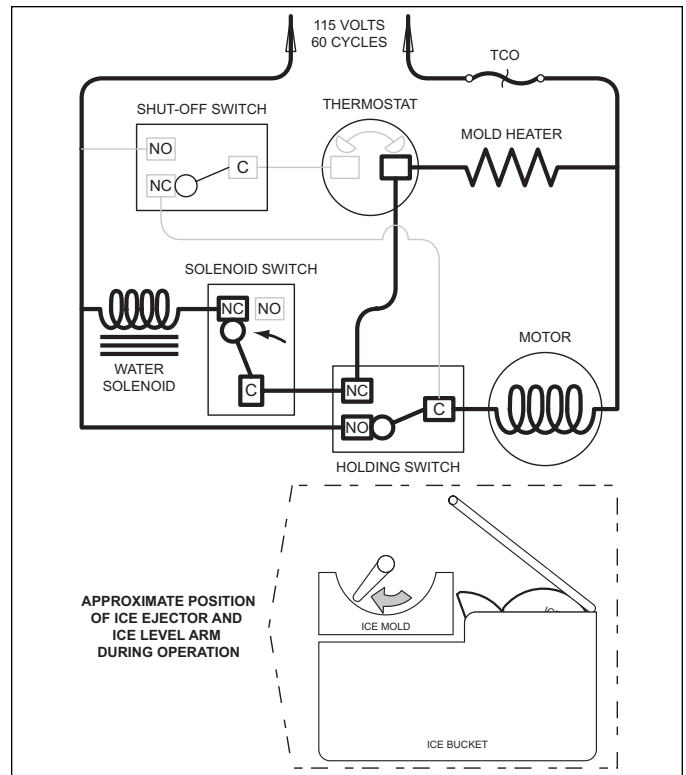 115 VOLTS
60 CYCLES
TCO
SHUT-OFF SWITCH
THERMOSTAT
MOLD HEATER
NO
C
NC
SOLENOID SWITCH
NC
NO
MOTOR
WATER
SOLENOID
C
NC
C
NO
HOLDING SWITCH
APPROXIMATE POSITION
OF ICE EJECTOR AND
ICE LEVEL ARM
DURING OPERATION
ICE MOLD
ICE BUCKET